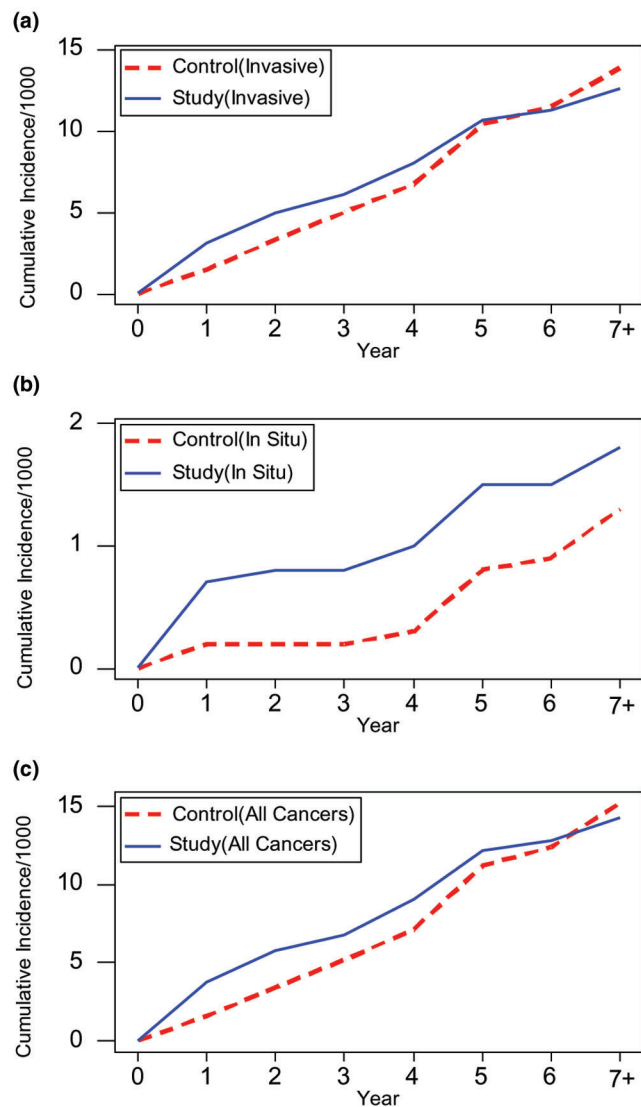 (a)
15
10
5
0
Cumulative Incidence/1000
Control(Invasive)
Study(Invasive)
0 1 2 3 4 5 6 7+
Year
(b)
2
1
0
Cumulative Incidence/1000
Control(In Situ)
Study(In Situ)
0 1 2 3 4 5 6 7+
Year
(c)
15
10
5
0
Cumulative Incidence/1000
Control(All Cancers)
Study(All Cancers)
0 1 2 3 4 5 6 7+
Year